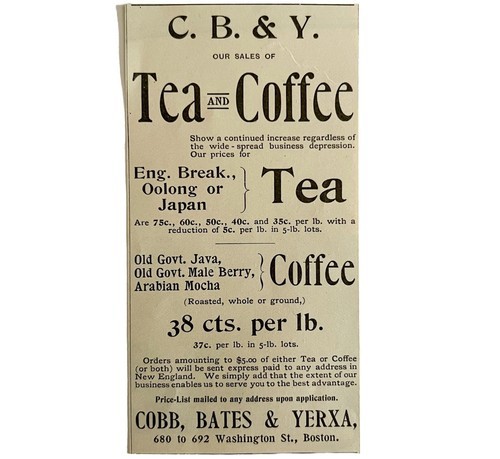 C. B. & Y.
OUR SALES OF
Tea AND Coffee
Show a continued increase regardless of
the wide-spread business depression.
Our prices for
Eng. Break.,
Oolong or
Japan
} Tea
Are 75c., 60c., 50c., 40c. and 35c. per lb. with a
reduction of 5c. per lb. in 5-lb. lots.
Old Govt. Java,
Old Govt. Male Berry,
Arabian Mocha
} Coffee
(Roasted, whole or ground,)
38 cts. per lb.
37c. per lb. in 5-lb. lots.
Orders amounting to $5.00 of either Tea or Coffee
(or both) will be sent express paid to any address in
New England. We simply add that the extent of our
business enables us to serve you to the best advantage.
Price-List mailed to any address upon application.
COBB, BATES & YERXA,
680 to 692 Washington St., Boston.